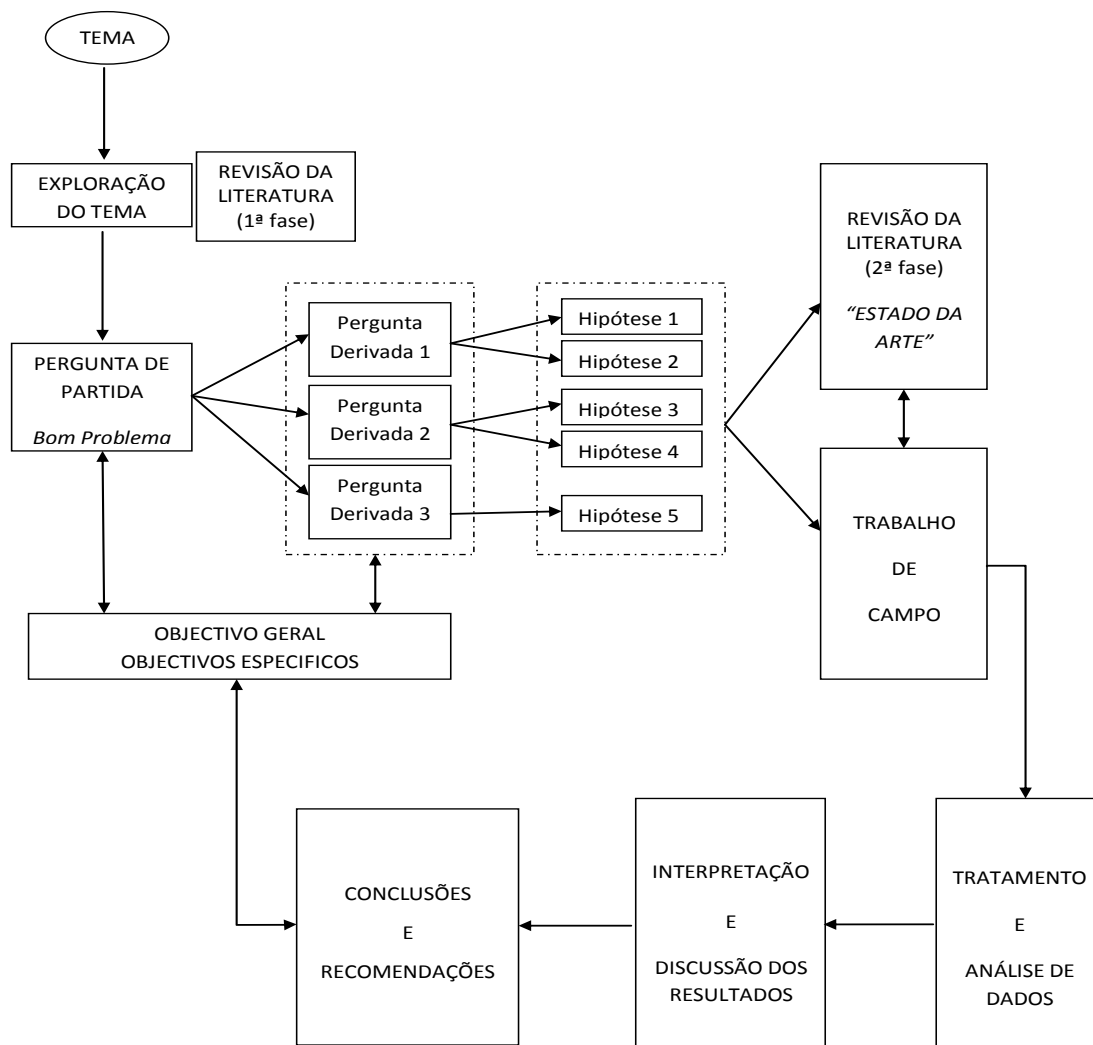 TEMA
EXPLORAÇÃO
DO TEMA
REVISÃO DA
LITERATURA
(1ª fase)
PERGUNTA DE
PARTIDA
Bom Problema
Pergunta
Derivada 1
Pergunta
Derivada 2
Pergunta
Derivada 3
Hipótese 1
Hipótese 2
Hipótese 3
Hipótese 4
Hipótese 5
REVISÃO DA
LITERATURA
(2ª fase)
“ESTADO DA
ARTE”
TRABALHO
DE
CAMPO
OBJECTIVO GERAL
OBJECTIVOS ESPECIFICOS
CONCLUSÕES
E
RECOMENDAÇÕES
INTERPRETAÇÃO
E
DISCUSSÃO DOS
RESULTADOS
TRATAMENTO
E
ANÁLISE DE
DADOS